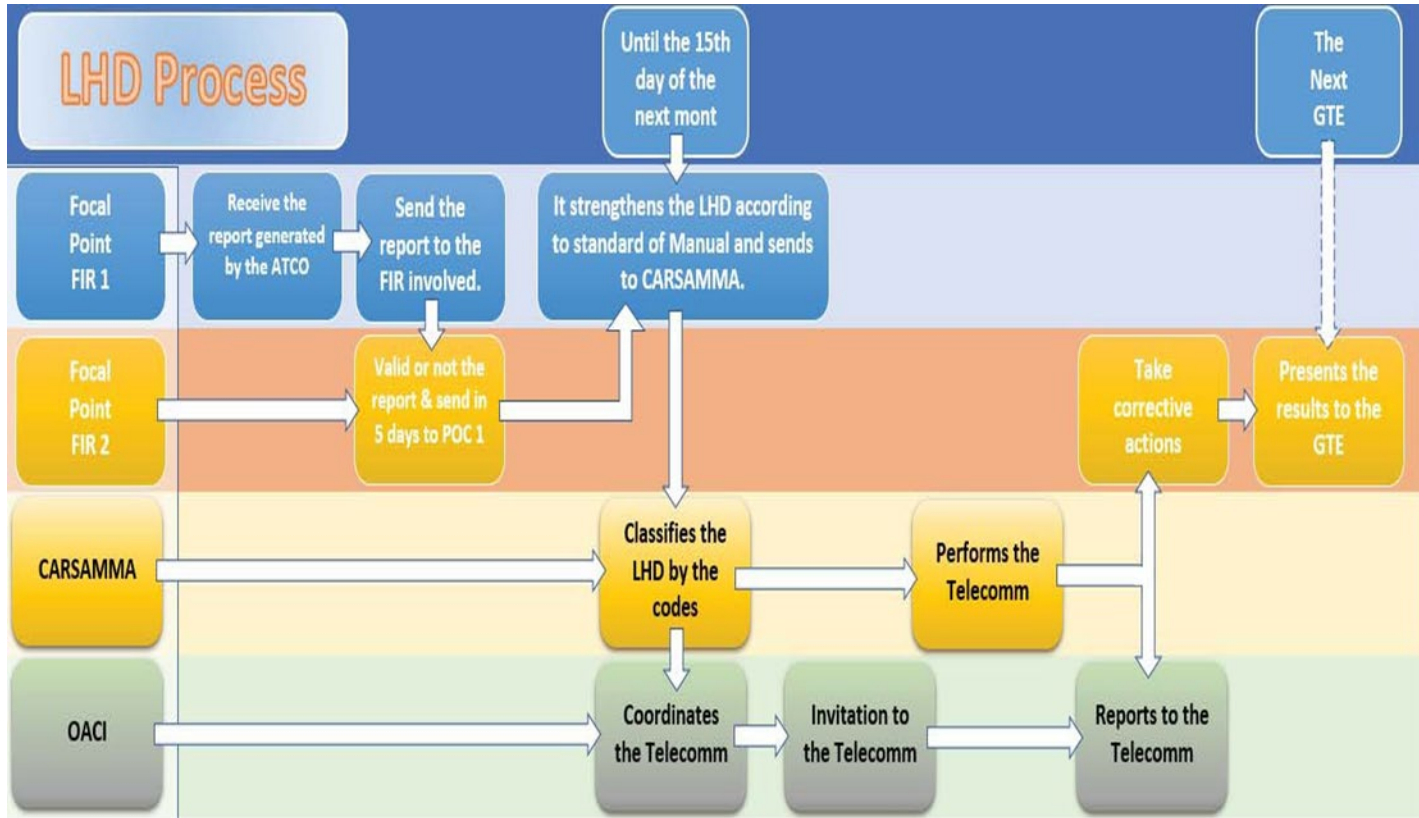 LHD Process
Until the 15th
day of the
next mont
The
Next
GTE
Focal
Point
FIR 1
Receive the
report generated
by the ATCO
Send the
report to the
FIR involved.
It strengthens the LHD according
to standard of Manual and sends
to CARSAMMA.
Focal
Point
FIR 2
Valid or not the
report & send in
5 days to POC 1
Take
corrective
actions
Presents the
results to the
GTE
CARSAMMA
Classifies the
LHD by the
codes
Performs the
Telecomm
OACI
Coordinates
the Telecomm
Invitation to
the Telecomm
Reports to the
Telecomm